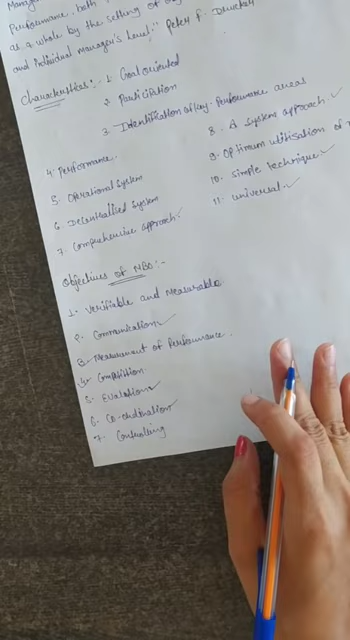 Manager
Performance both
as a whole by the setting of
and individual manager's level." Peter F. Drucker
Characteristics:- 1. Goal oriented
2. Participation
3. Identification of key performance areas
4. Performance.
5. Operational System
6. Decentrallied System
7. Comprehensive approach.
8. A System approach.
9. Optimum utilisation of
10. Simple technique
11. universal
Objectives of MBO:-
1. Verifiable and Measurable
2. Communication
3. Measurement of Performance.
4. Competition.
5. Evaluation
6. Co-ordination
7. Controlling